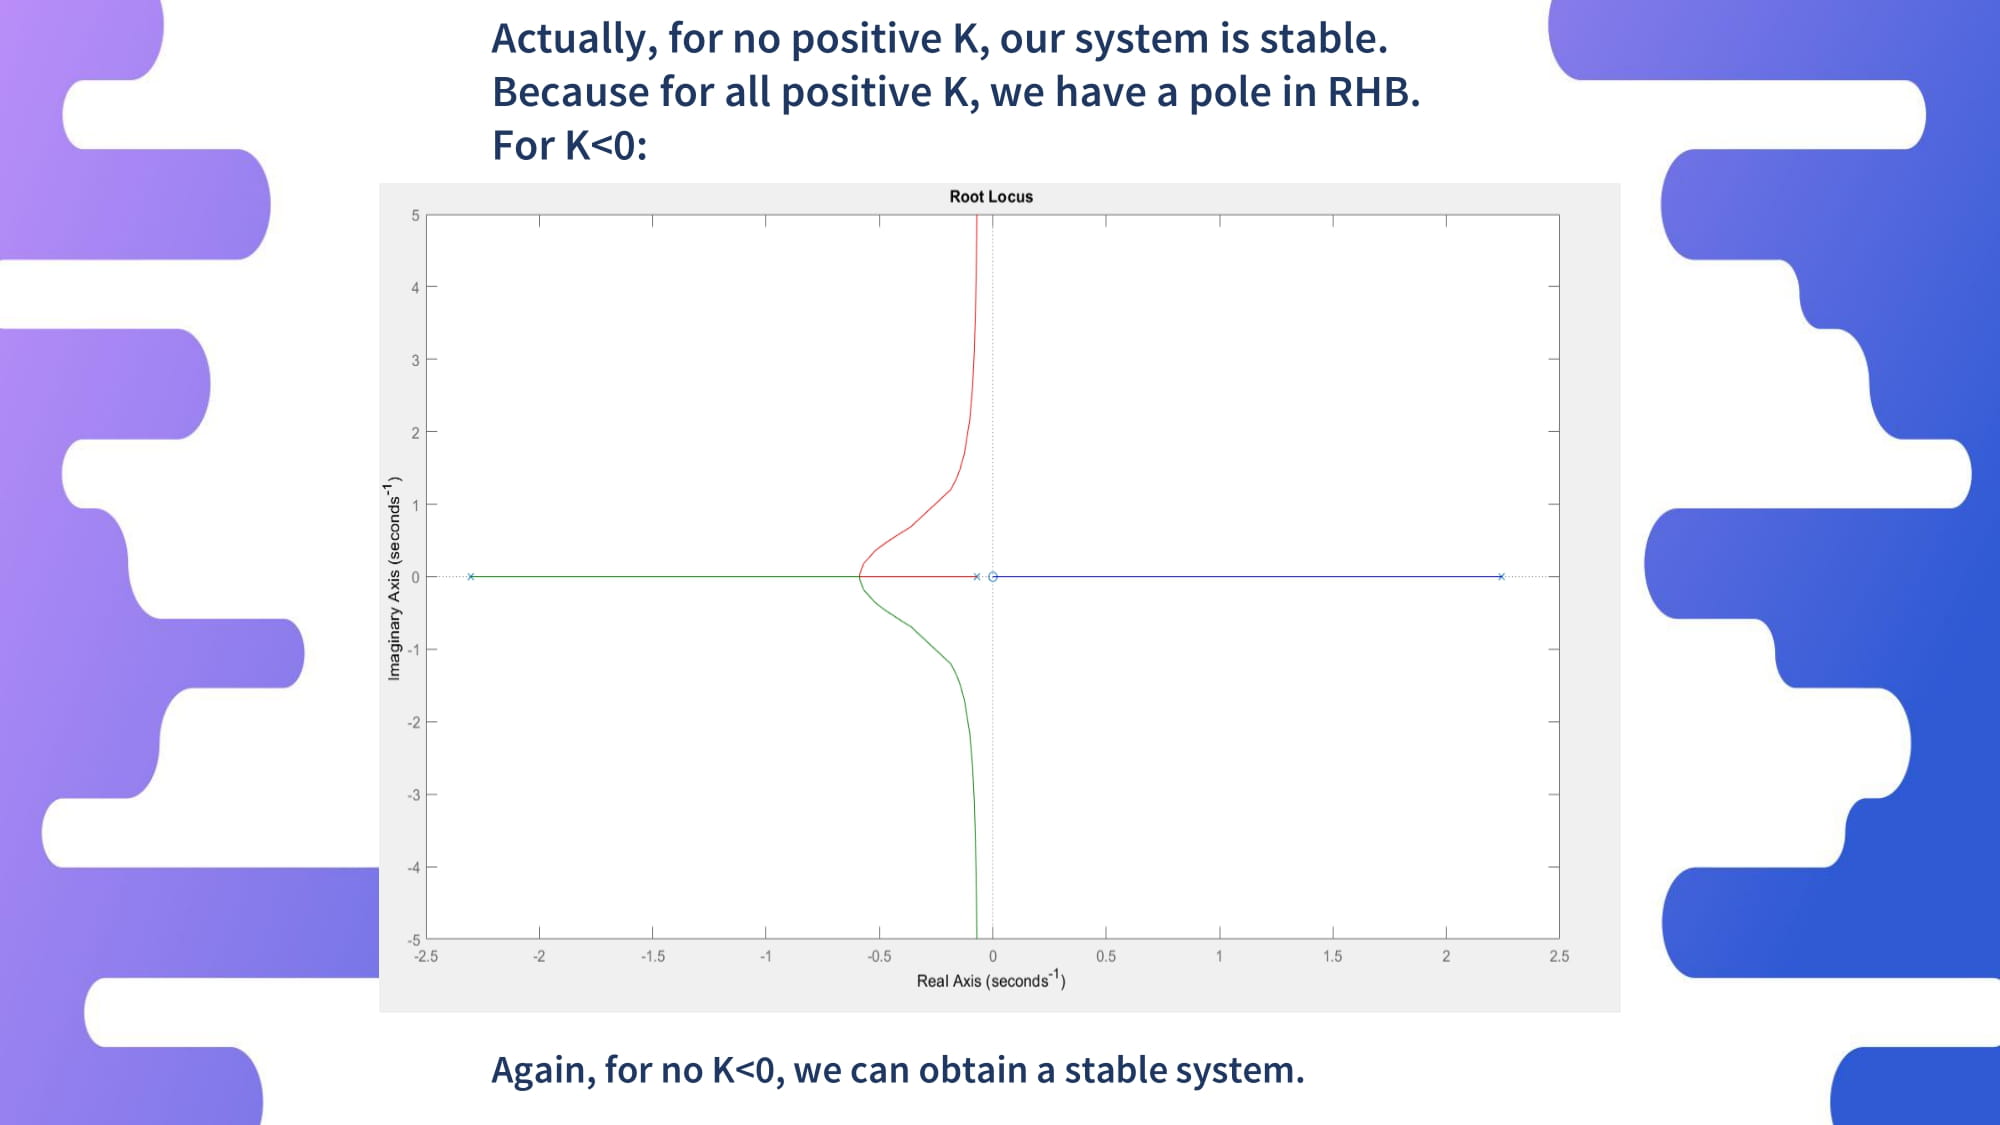 Actually, for no positive K, our system is stable.
Because for all positive K, we have a pole in RHB.
For K<0:
Root Locus
5
4
3
2
1
0
-1
-2
-3
-4
-5
Imaginary Axis (seconds⁻¹)
-2.5 -2 -1.5 -1 -0.5 0 0.5 1 1.5 2 2.5
Real Axis (seconds⁻¹)
Again, for no K<0, we can obtain a stable system.